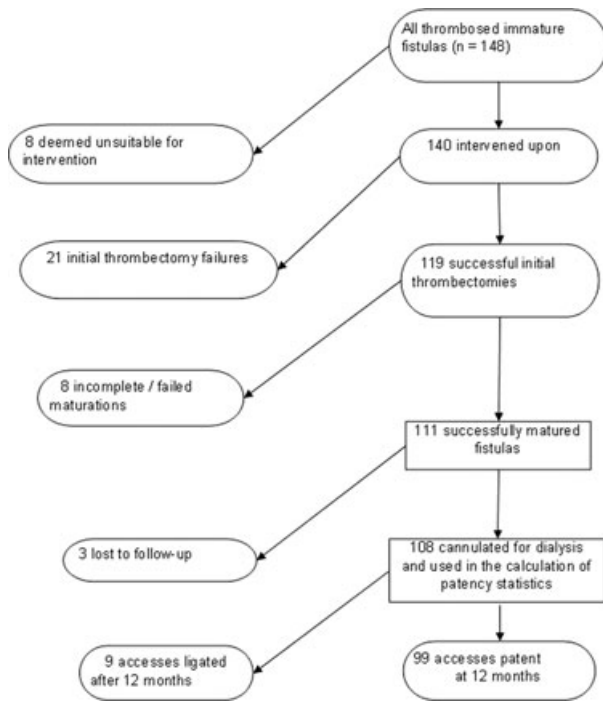 All thrombosed immature
fistulas (n = 148)
8 deemed unsuitable for
intervention
140 intervened upon
21 initial thrombectomy failures
119 successful initial
thrombectomies
8 incomplete / failed
maturations
111 successfully matured
fistulas
3 lost to follow-up
108 cannulated for dialysis
and used in the calculation of
patency statistics
9 accesses ligated
after 12 months
99 accesses patent
at 12 months